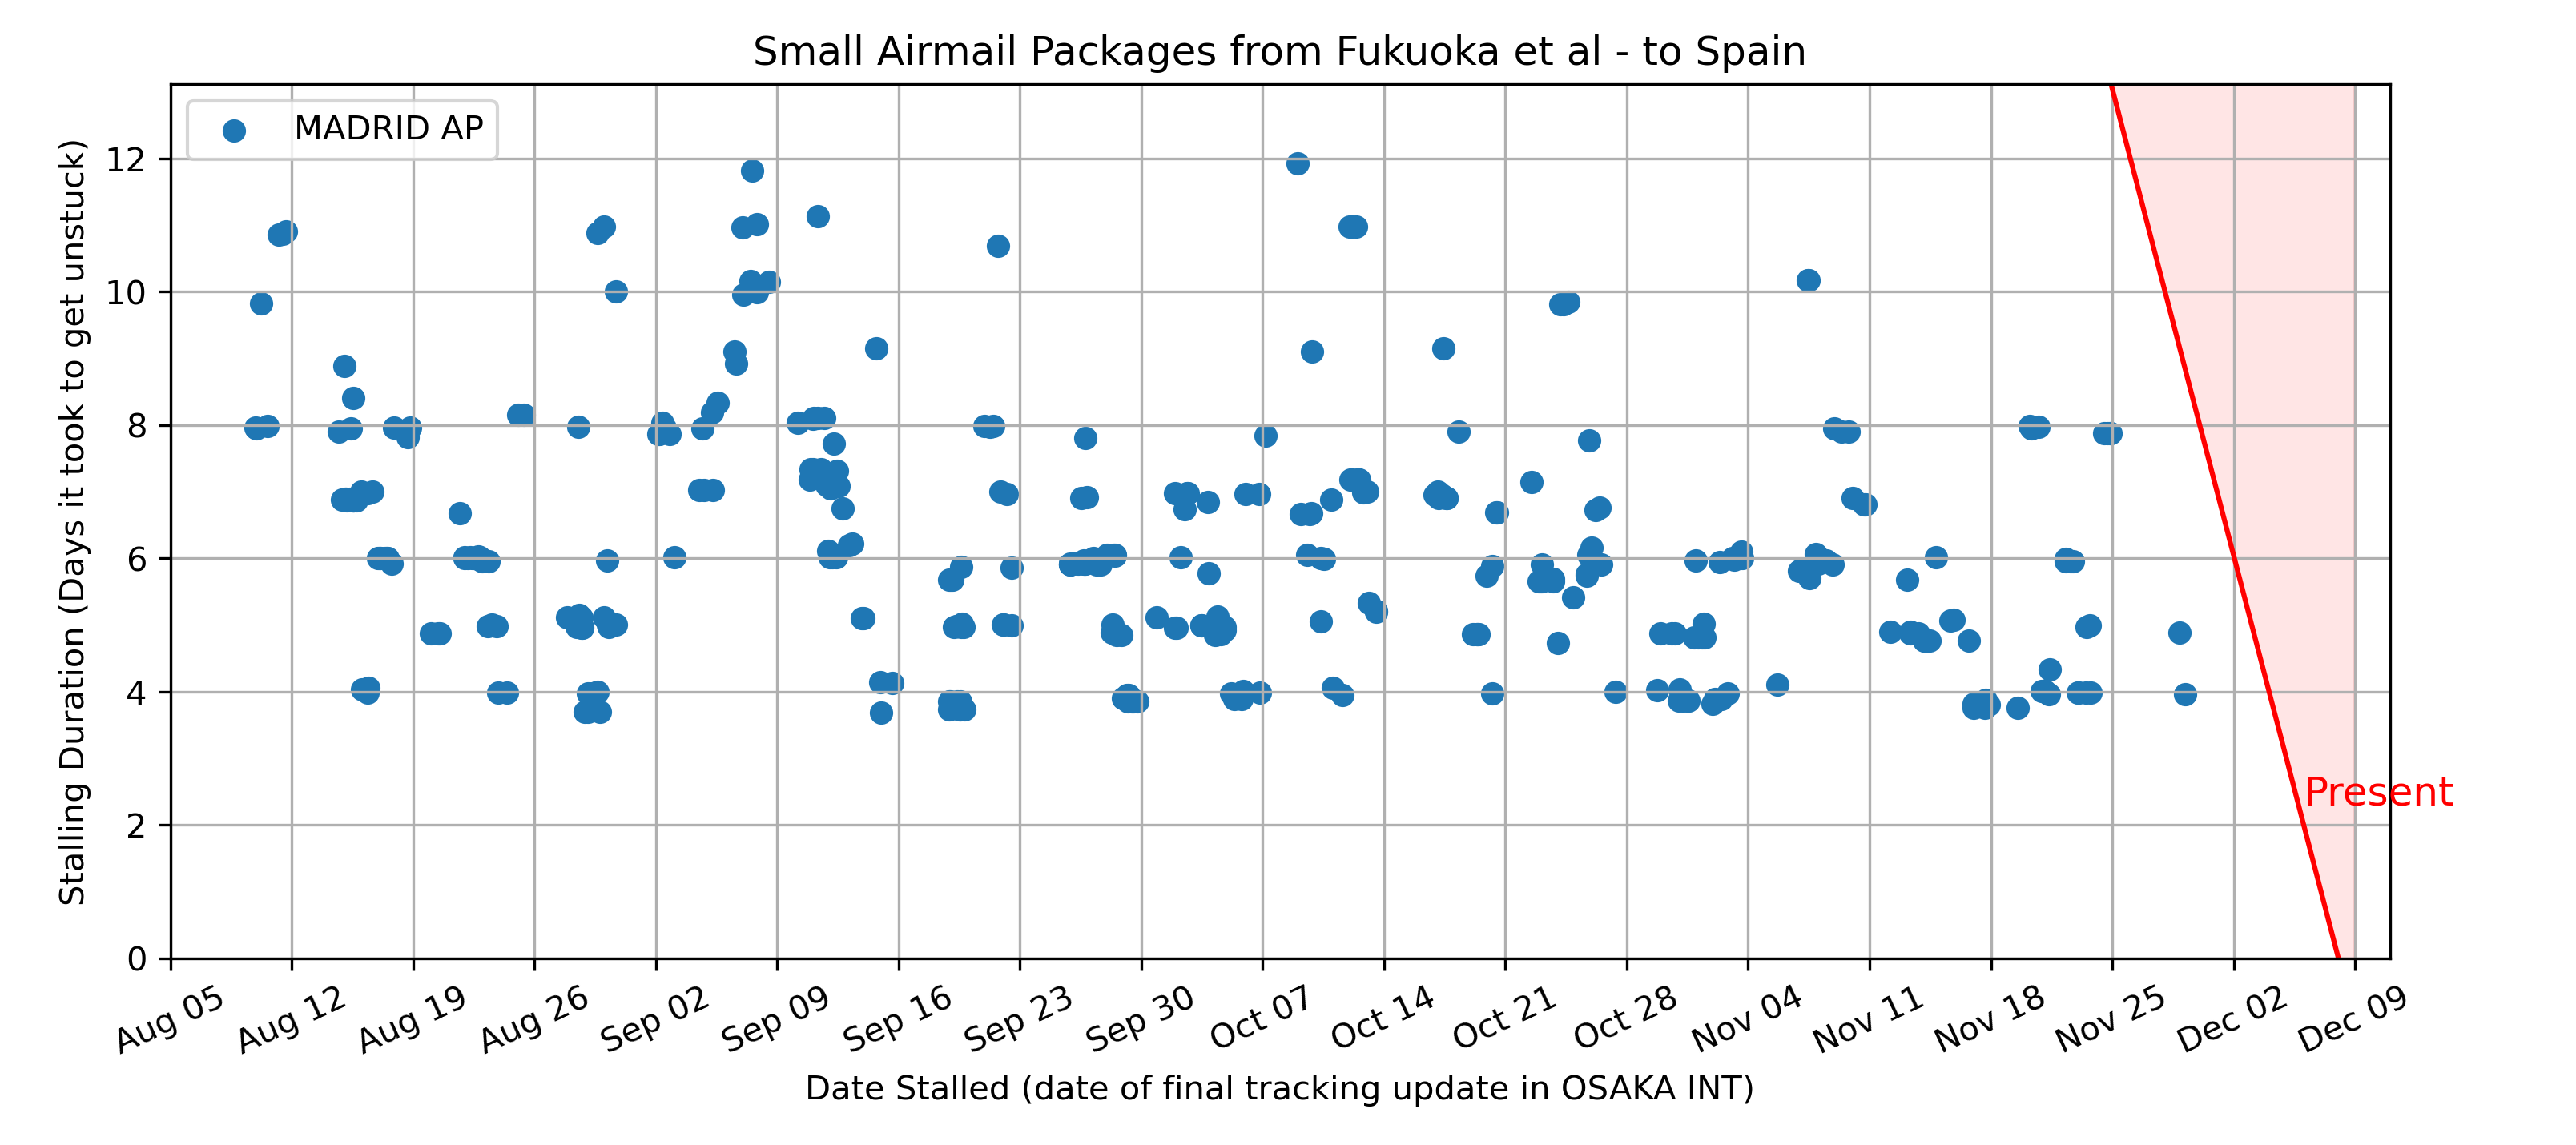 Small Airmail Packages from Fukuoka et al - to Spain
MADRID AP
Stalling Duration (Days it took to get unstuck)
12
10
8
6
4
2
0
Present
Aug 05
Aug 12
Aug 19
Aug 26
Sep 02
Sep 09
Sep 16
Sep 23
Sep 30
Oct 07
Oct 14
Oct 21
Oct 28
Nov 04
Nov 11
Nov 18
Nov 25
Dec 02
Dec 09
Date Stalled (date of final tracking update in OSAKA INT)